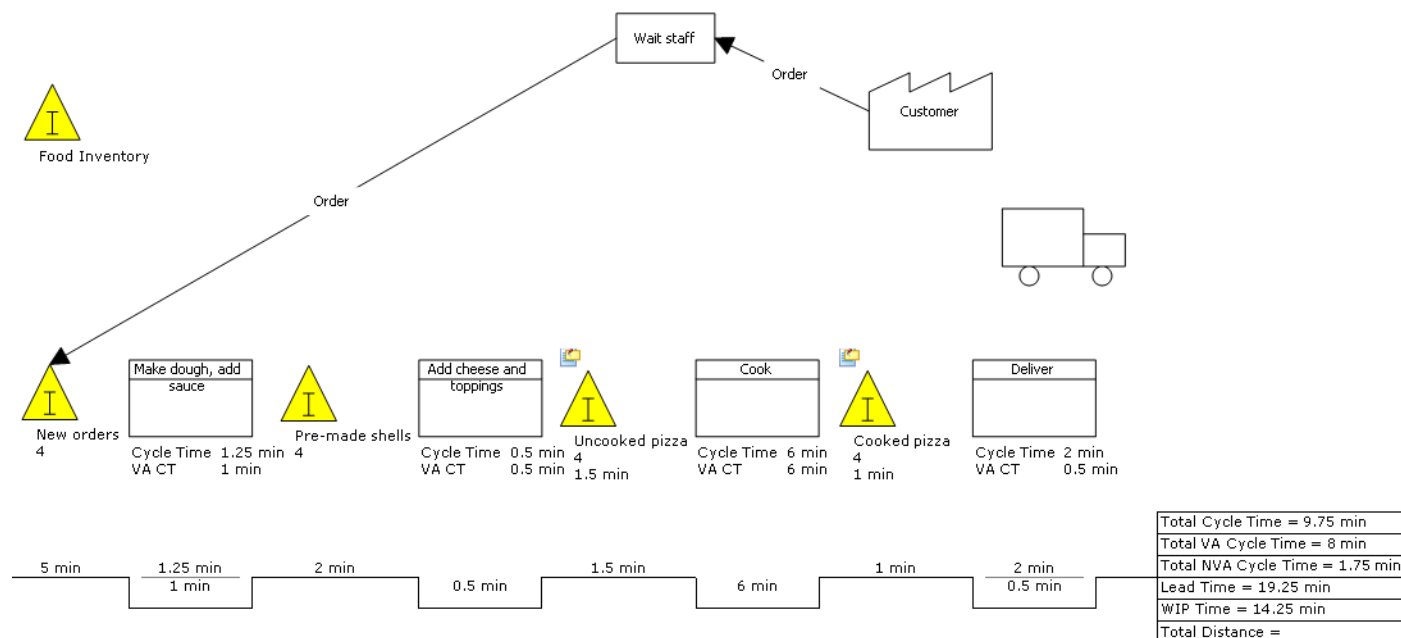 Wait staff
Order
Customer
Food Inventory
Order
New orders
4
Make dough, add
sauce
Cycle Time 1.25 min
VA CT 1 min
Pre-made shells
4
Add cheese and
toppings
Cycle Time 0.5 min
VA CT 0.5 min
Uncooked pizza
4
1.5 min
Cook
Cycle Time 6 min
VA CT 6 min
Cooked pizza
4
1 min
Deliver
Cycle Time 2 min
VA CT 0.5 min
5 min
1.25 min
1 min
2 min
0.5 min
1.5 min
6 min
1 min
2 min
0.5 min
Total Cycle Time = 9.75 min
Total VA Cycle Time = 8 min
Total NVA Cycle Time = 1.75 min
Lead Time = 19.25 min
WIP Time = 14.25 min
Total Distance =